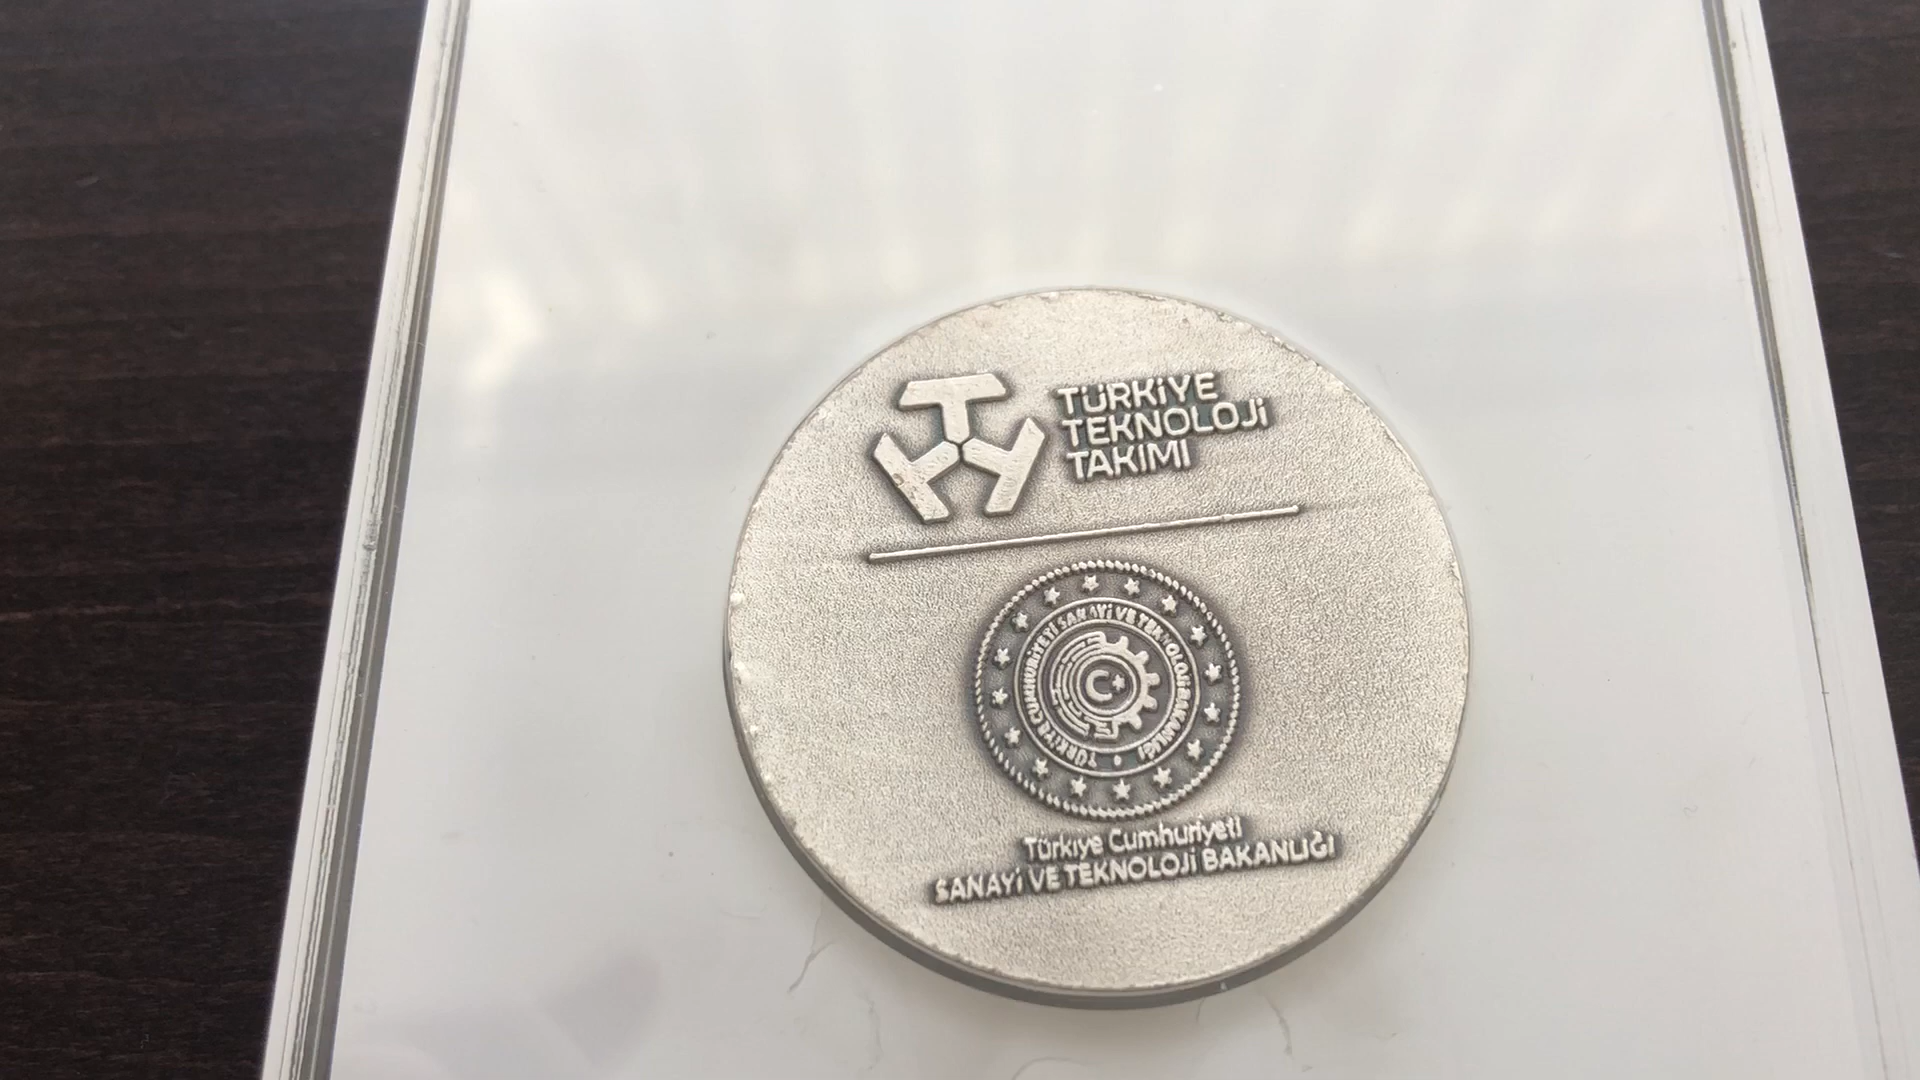 TÜRKİYE
TEKNOLOJİ
TAKIMI
TÜRKİYE CUMHURİYETİ SANAYİ VE TEKNOLOJİ BAKANLIĞI
Türkiye Cumhuriyeti
SANAYİ VE TEKNOLOJİ BAKANLIĞI